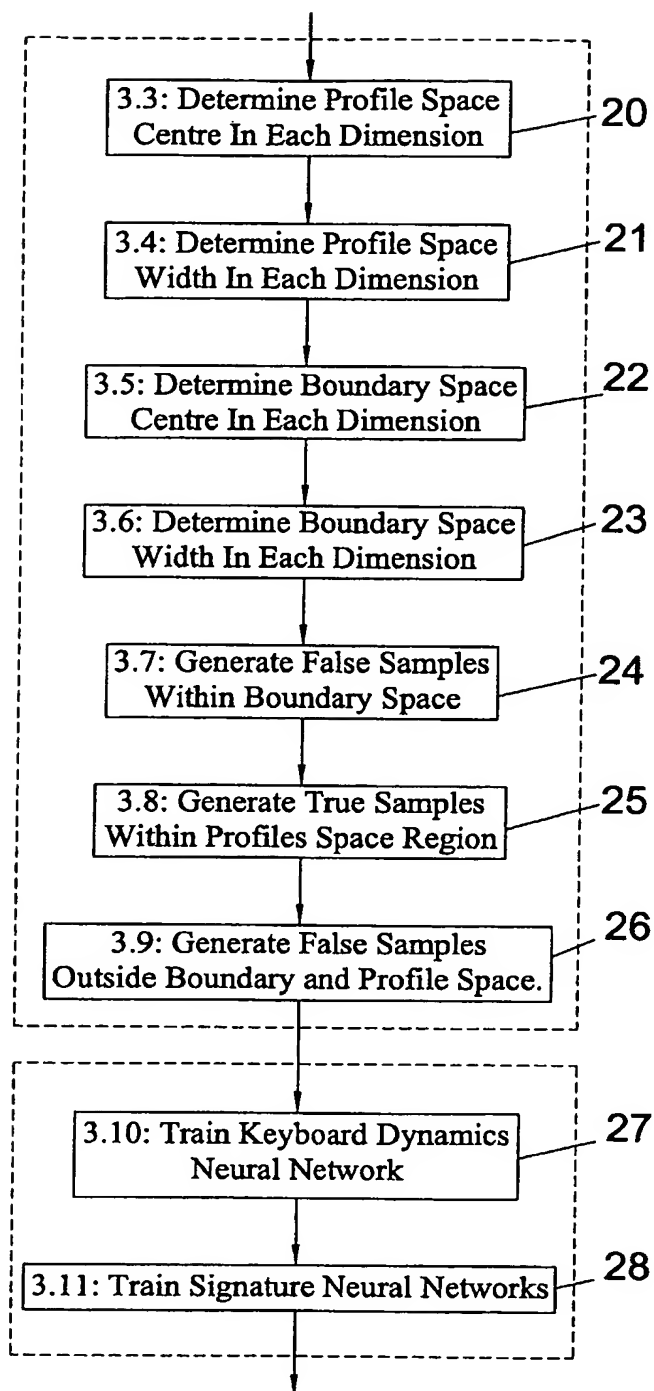 3.3: Determine Profile Space
Centre In Each Dimension
20
3.4: Determine Profile Space
Width In Each Dimension
21
3.5: Determine Boundary Space
Centre In Each Dimension
22
3.6: Determine Boundary Space
Width In Each Dimension
23
3.7: Generate False Samples
Within Boundary Space
24
3.8: Generate True Samples
Within Profiles Space Region
25
3.9: Generate False Samples
Outside Boundary and Profile Space.
26
3.10: Train Keyboard Dynamics
Neural Network
27
3.11: Train Signature Neural Networks
28